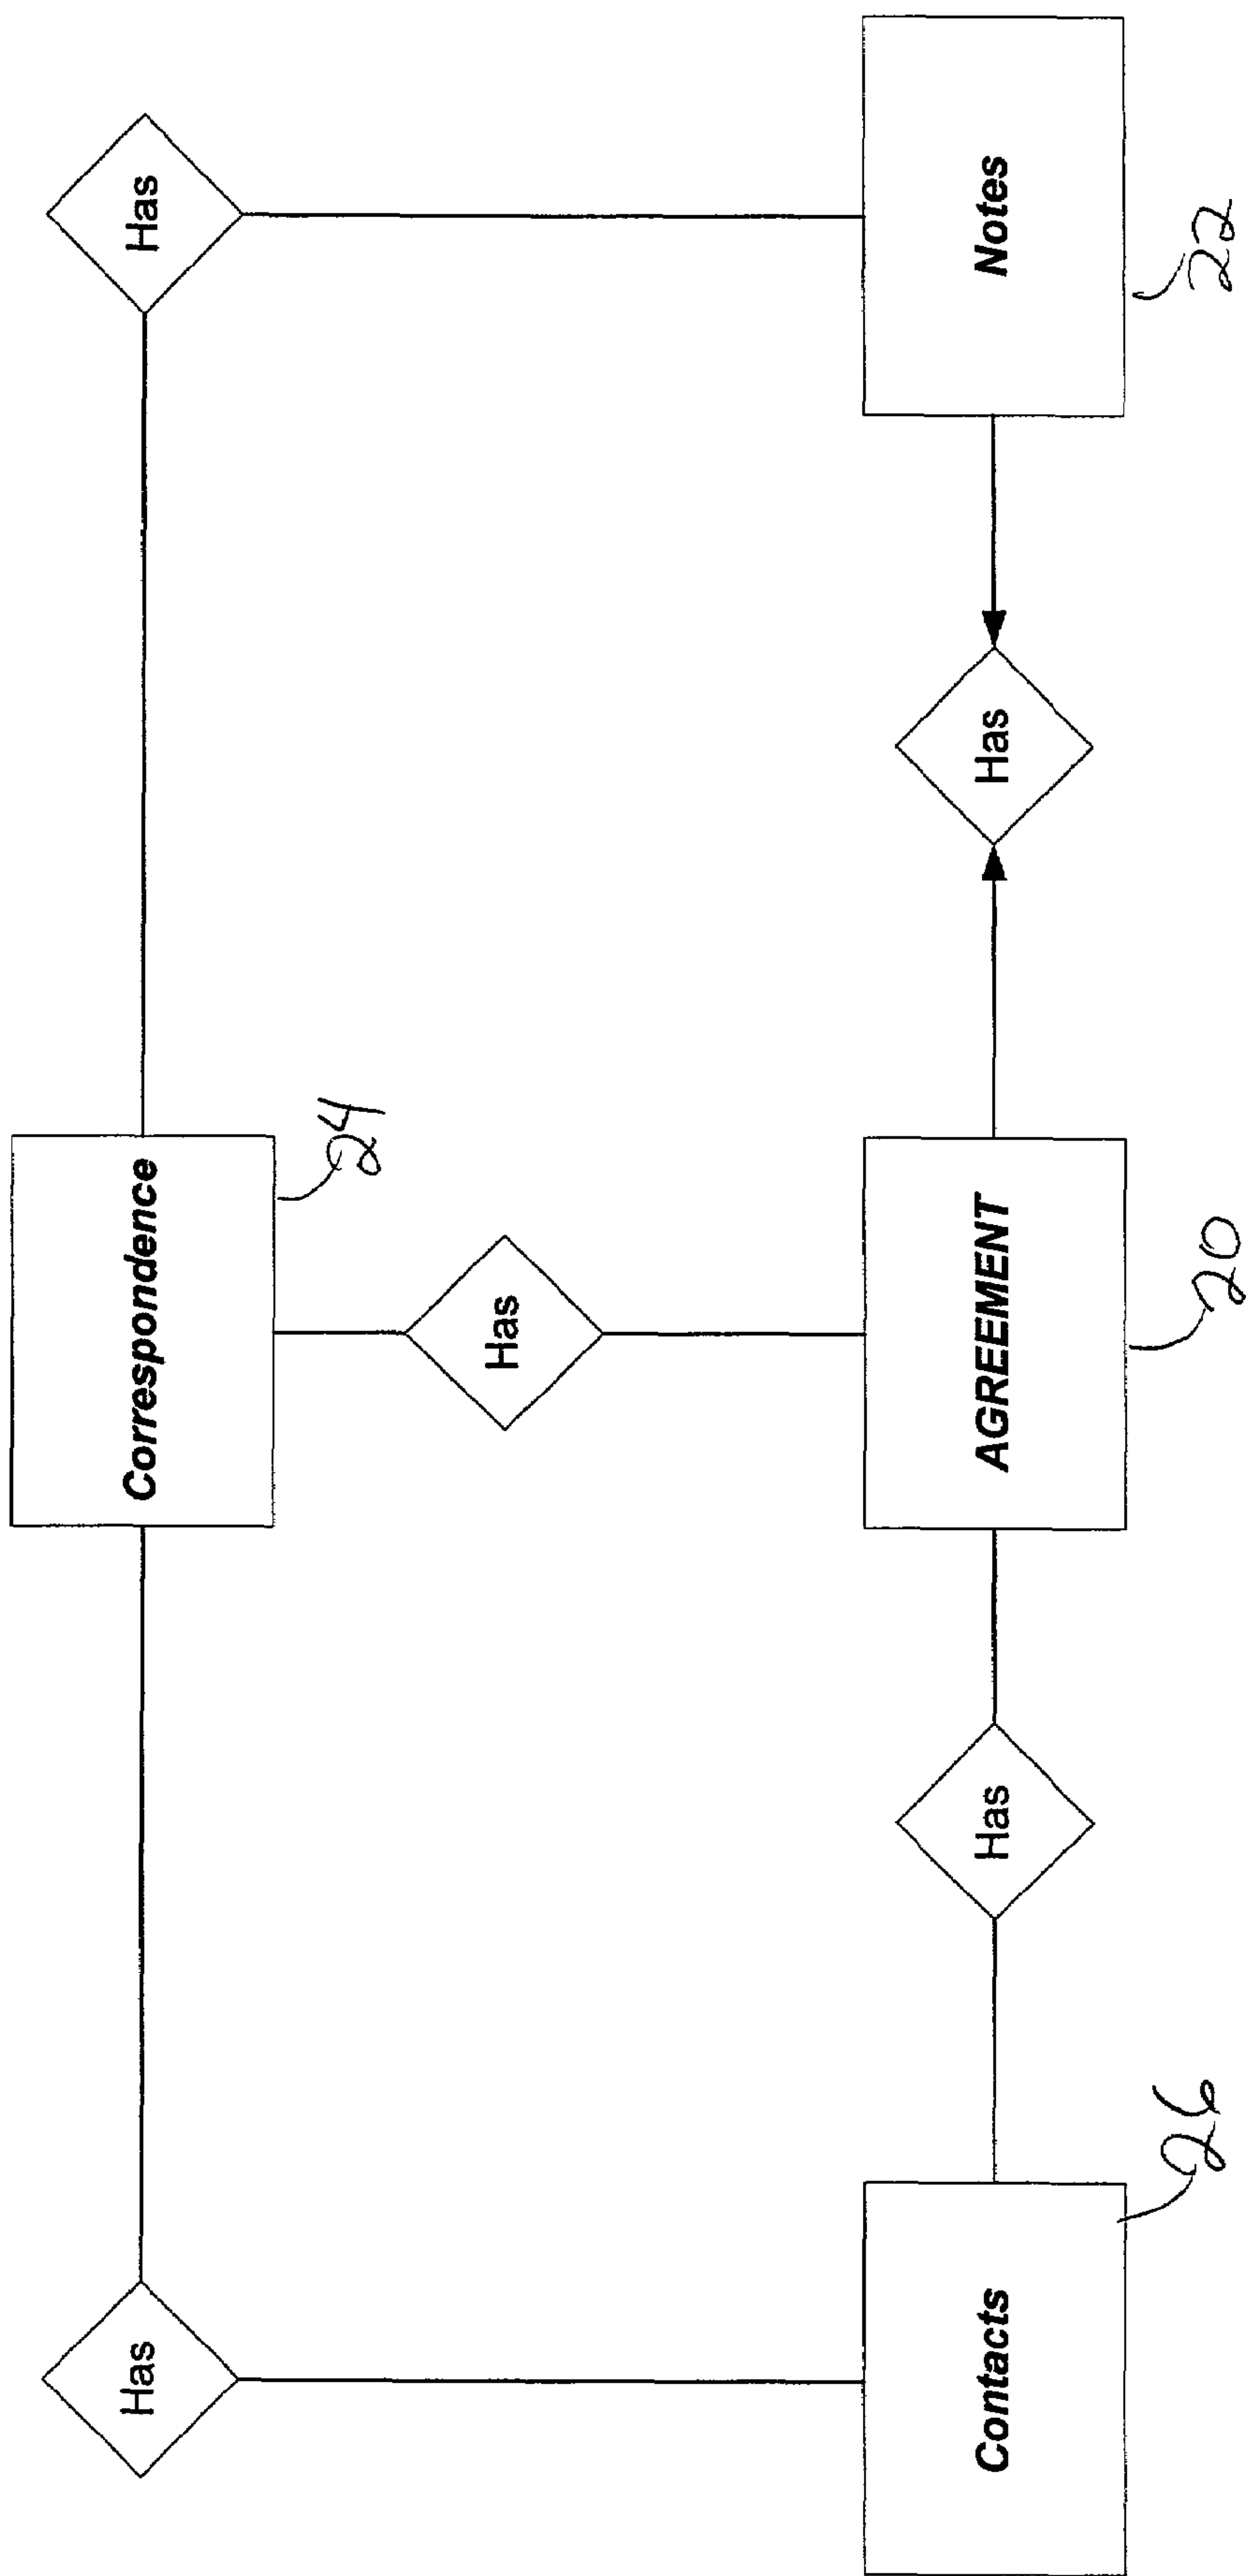 Correspondence
24
Has
Has
Has
Contacts
26
Has
AGREEMENT
20
Has
Notes
22